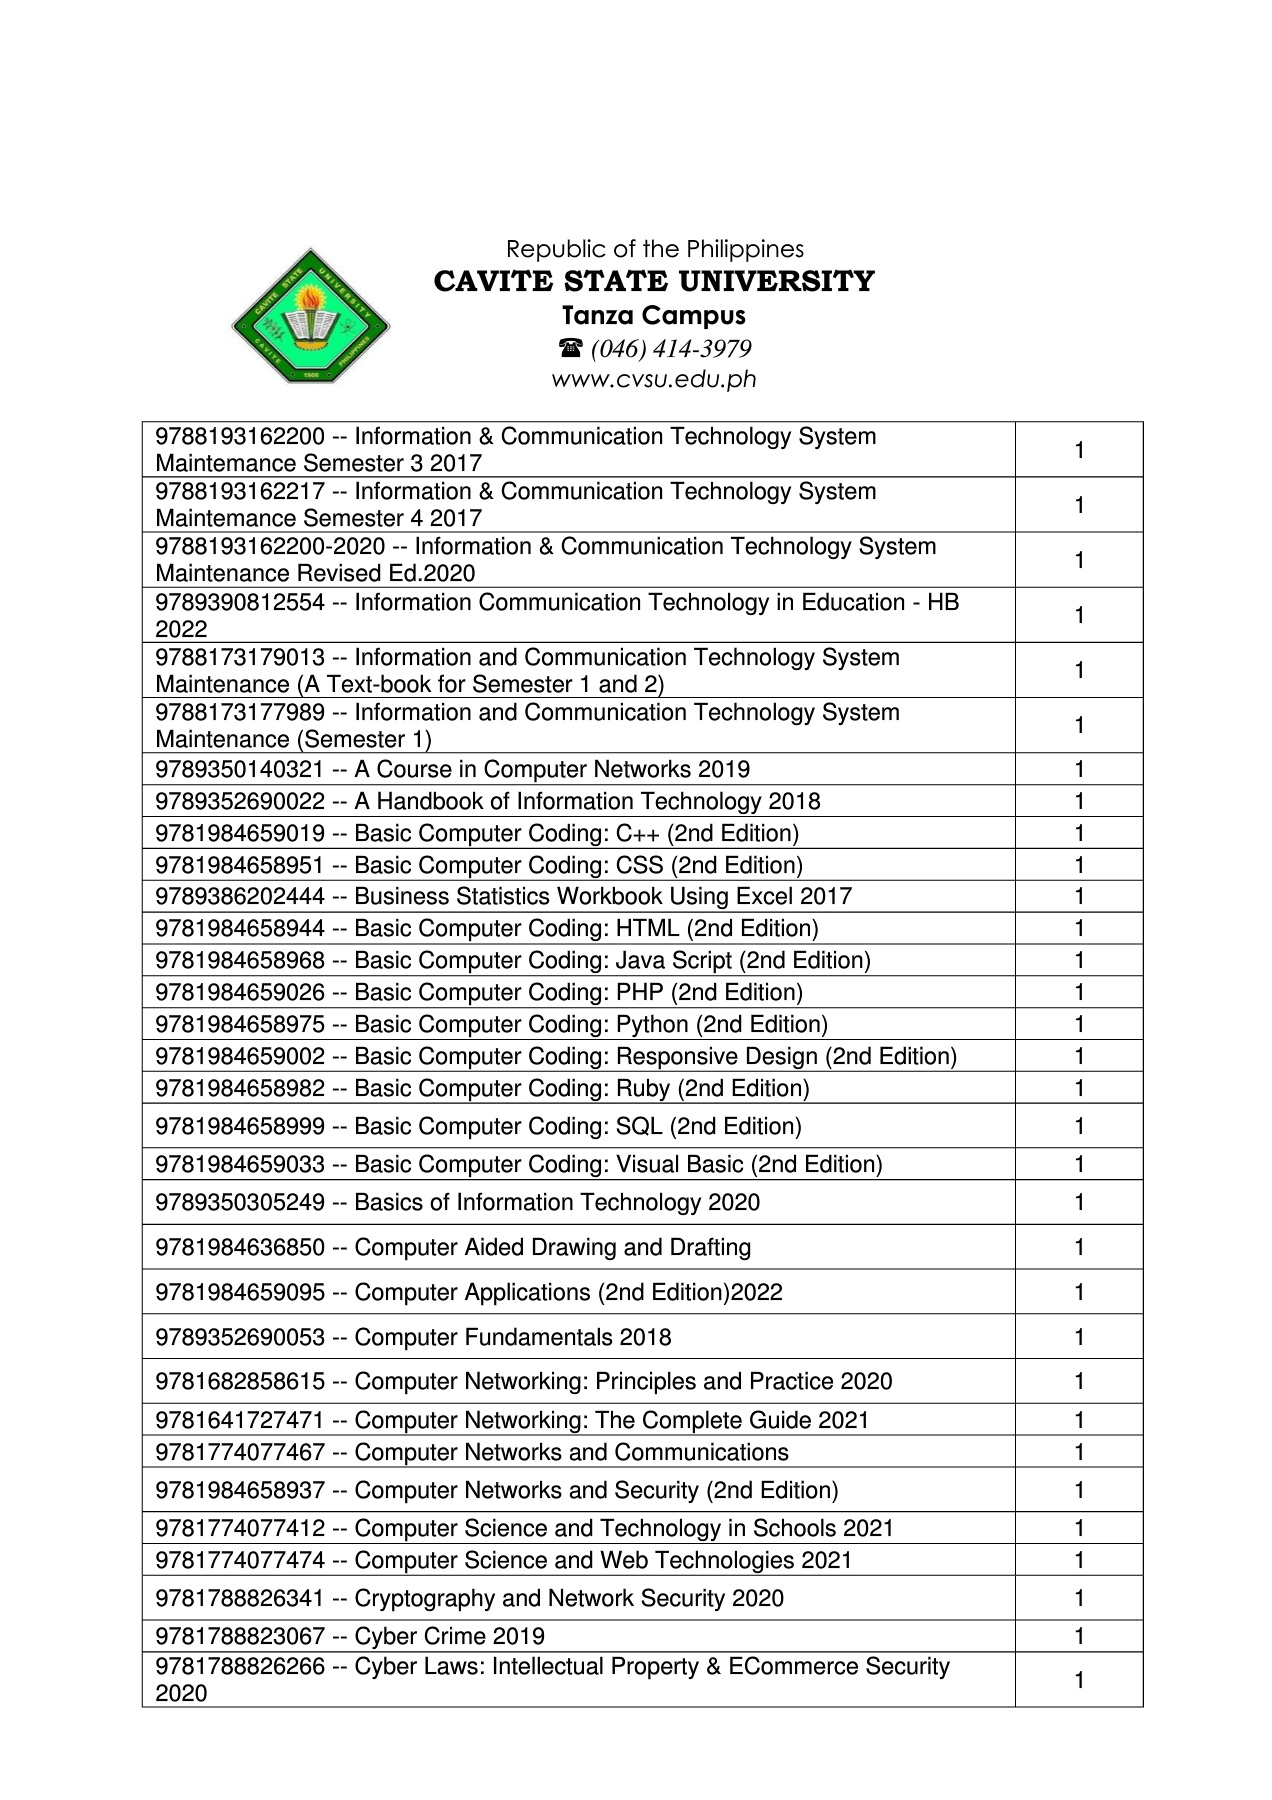 Republic of the Philippines
CAVITE STATE UNIVERSITY
Tanza Campus
☎ (046) 414-3979
www.cvsu.edu.ph
CAVITE STATE UNIVERSITY
CAVITE PHILIPPINES
1906
9788193162200 -- Information & Communication Technology System
Maintemance Semester 3 2017
1
9788193162217 -- Information & Communication Technology System
Maintemance Semester 4 2017
1
9788193162200-2020 -- Information & Communication Technology System
Maintenance Revised Ed.2020
1
9789390812554 -- Information Communication Technology in Education - HB
2022
1
9788173179013 -- Information and Communication Technology System
Maintenance (A Text-book for Semester 1 and 2)
1
9788173177989 -- Information and Communication Technology System
Maintenance (Semester 1)
1
9789350140321 -- A Course in Computer Networks 2019 1
9789352690022 -- A Handbook of Information Technology 2018 1
9781984659019 -- Basic Computer Coding: C++ (2nd Edition) 1
9781984658951 -- Basic Computer Coding: CSS (2nd Edition) 1
9789386202444 -- Business Statistics Workbook Using Excel 2017 1
9781984658944 -- Basic Computer Coding: HTML (2nd Edition) 1
9781984658968 -- Basic Computer Coding: Java Script (2nd Edition) 1
9781984659026 -- Basic Computer Coding: PHP (2nd Edition) 1
9781984658975 -- Basic Computer Coding: Python (2nd Edition) 1
9781984659002 -- Basic Computer Coding: Responsive Design (2nd Edition) 1
9781984658982 -- Basic Computer Coding: Ruby (2nd Edition) 1
9781984658999 -- Basic Computer Coding: SQL (2nd Edition) 1
9781984659033 -- Basic Computer Coding: Visual Basic (2nd Edition) 1
9789350305249 -- Basics of Information Technology 2020 1
9781984636850 -- Computer Aided Drawing and Drafting 1
9781984659095 -- Computer Applications (2nd Edition)2022 1
9789352690053 -- Computer Fundamentals 2018 1
9781682858615 -- Computer Networking: Principles and Practice 2020 1
9781641727471 -- Computer Networking: The Complete Guide 2021 1
9781774077467 -- Computer Networks and Communications 1
9781984658937 -- Computer Networks and Security (2nd Edition) 1
9781774077412 -- Computer Science and Technology in Schools 2021 1
9781774077474 -- Computer Science and Web Technologies 2021 1
9781788826341 -- Cryptography and Network Security 2020 1
9781788823067 -- Cyber Crime 2019 1
9781788826266 -- Cyber Laws: Intellectual Property & ECommerce Security
2020
1